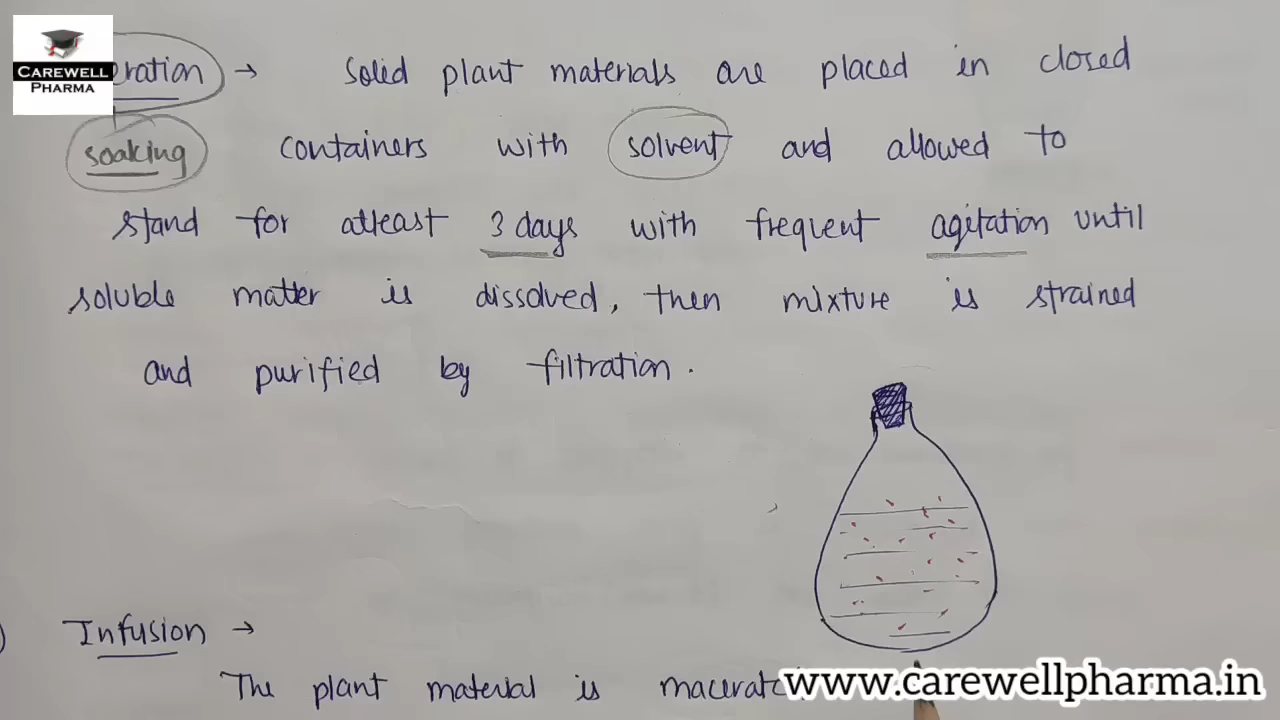 CAREWELL
PHARMA
eration → Solid plant materials are placed in closed
soaking containers with solvent and allowed to
stand for atleast 3 days with frequent agitation until
soluble matter is dissolved, then mixture is strained
and purified by filtration.
Infusion →
The plant material is macerat
www.carewellpharma.in